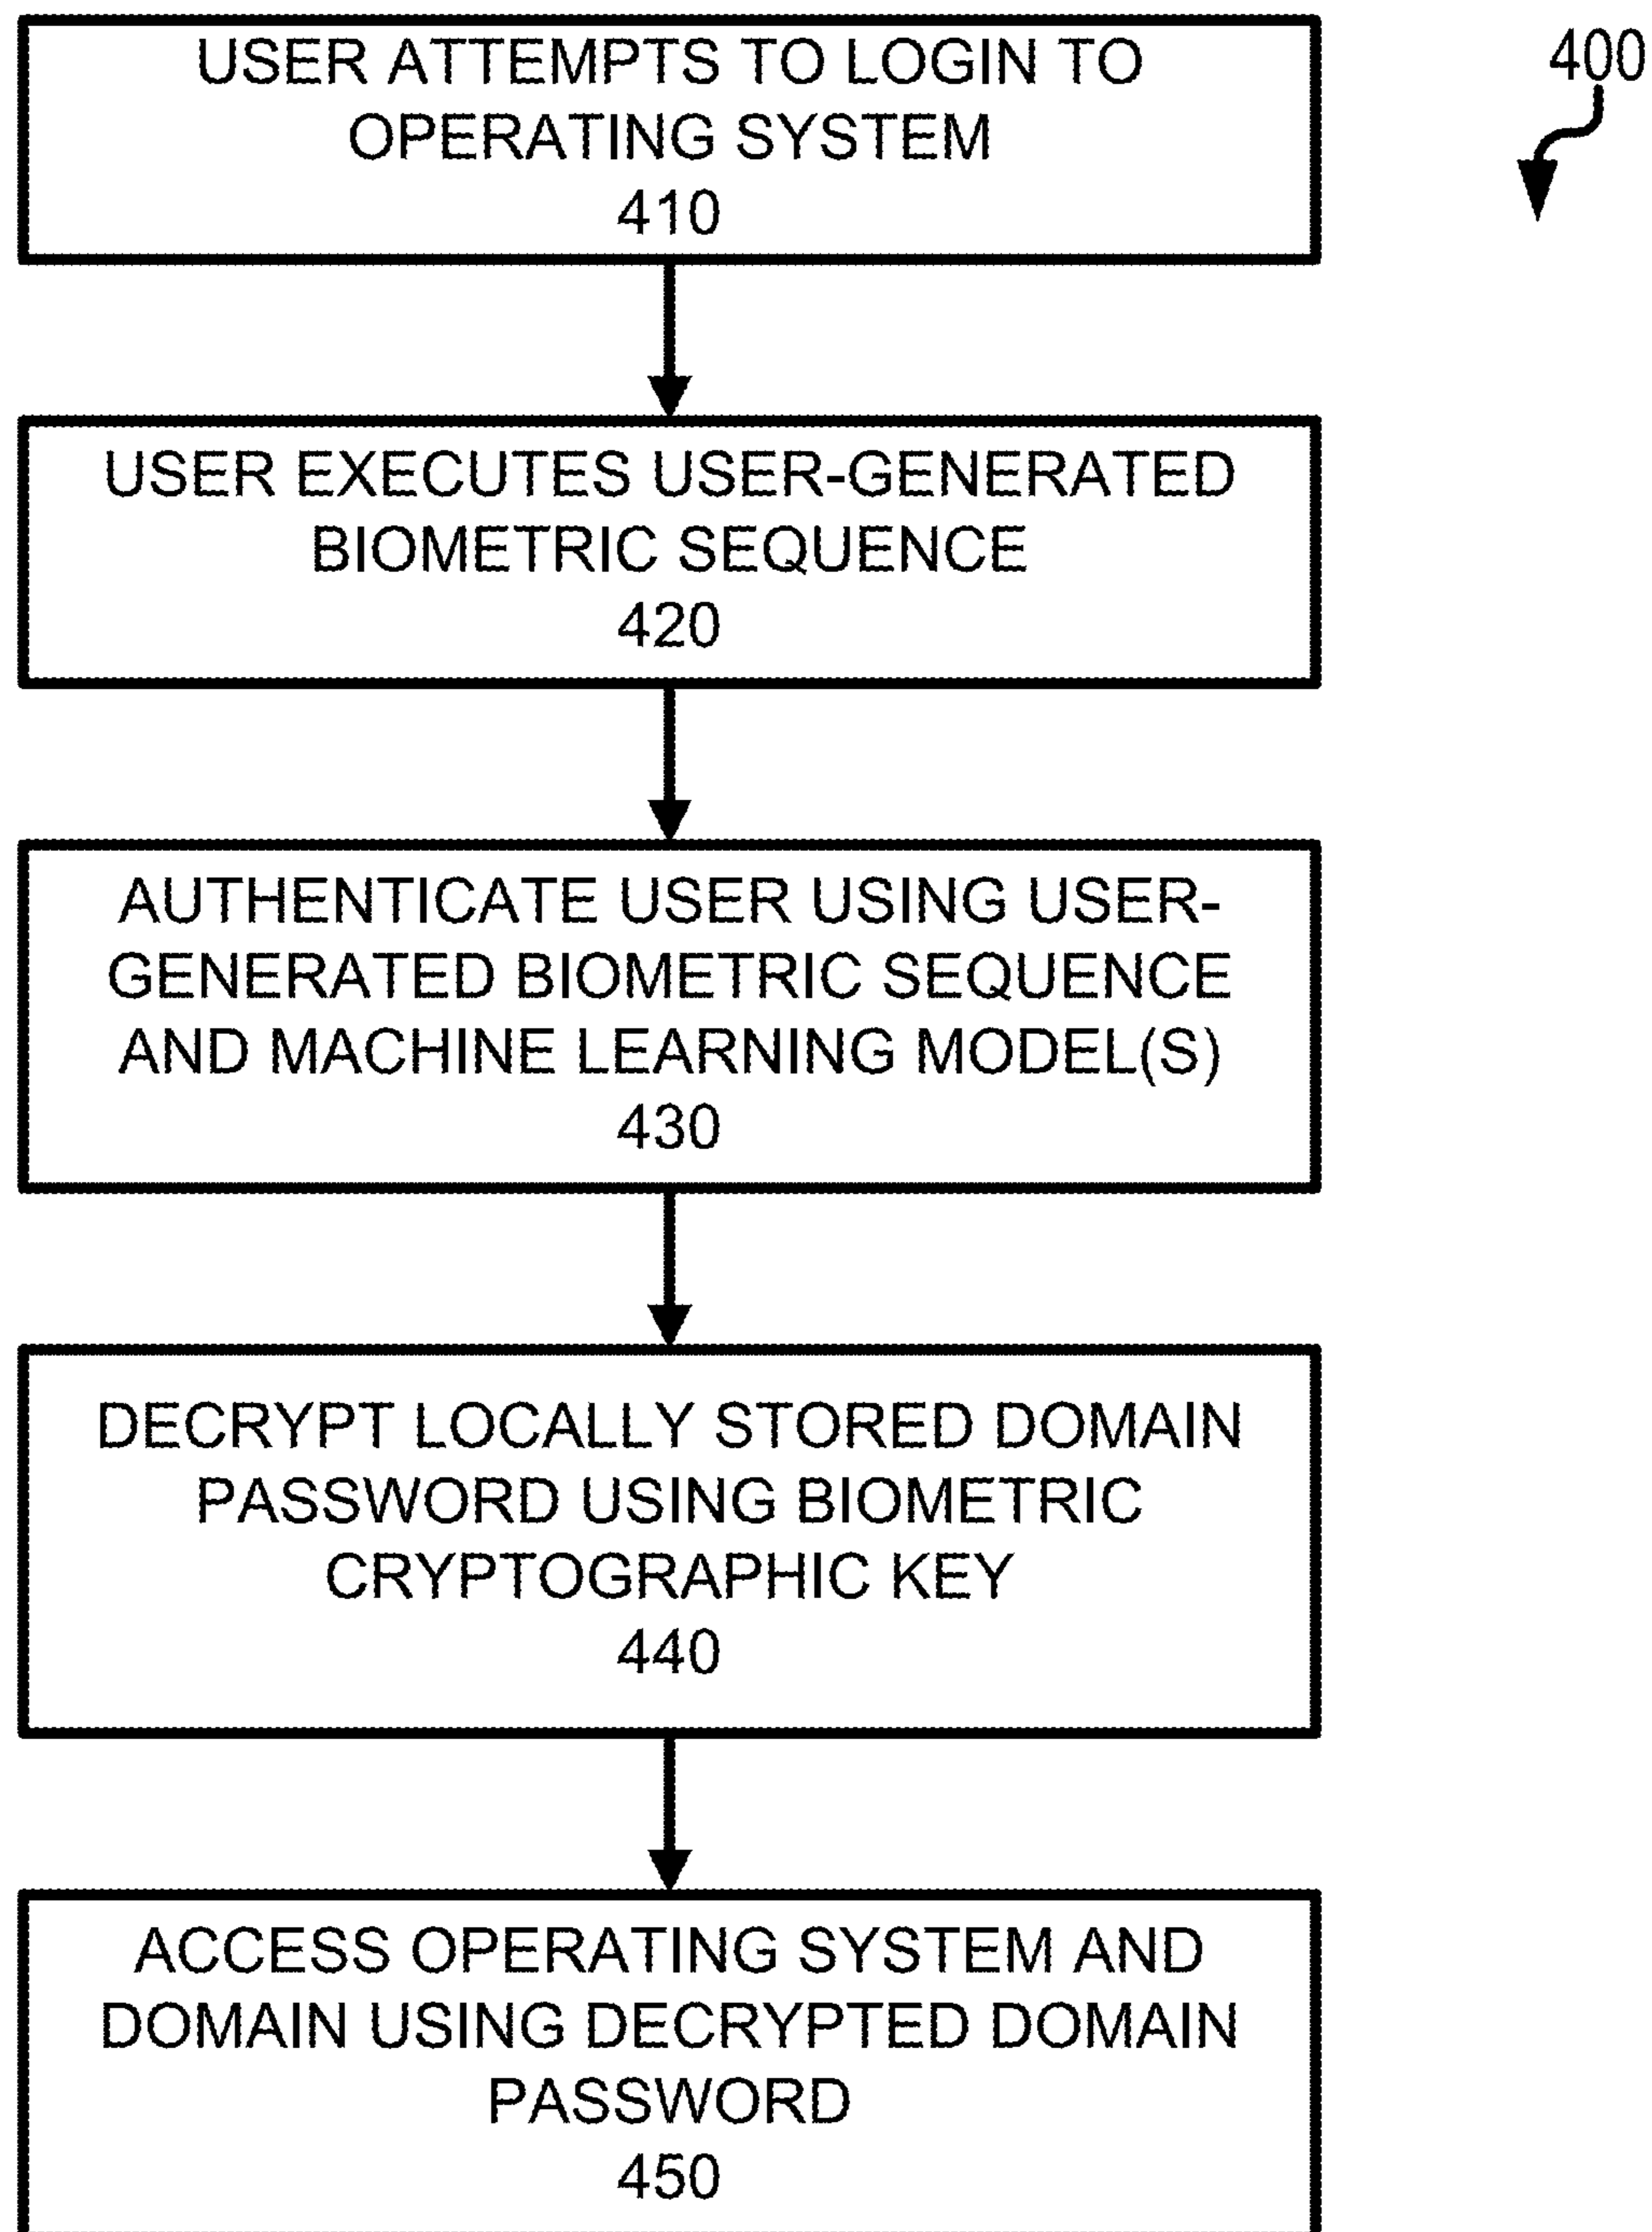 USER ATTEMPTS TO LOGIN TO
OPERATING SYSTEM
410
400
USER EXECUTES USER-GENERATED
BIOMETRIC SEQUENCE
420
AUTHENTICATE USER USING USER-
GENERATED BIOMETRIC SEQUENCE
AND MACHINE LEARNING MODEL(S)
430
DECRYPT LOCALLY STORED DOMAIN
PASSWORD USING BIOMETRIC
CRYPTOGRAPHIC KEY
440
ACCESS OPERATING SYSTEM AND
DOMAIN USING DECRYPTED DOMAIN
PASSWORD
450